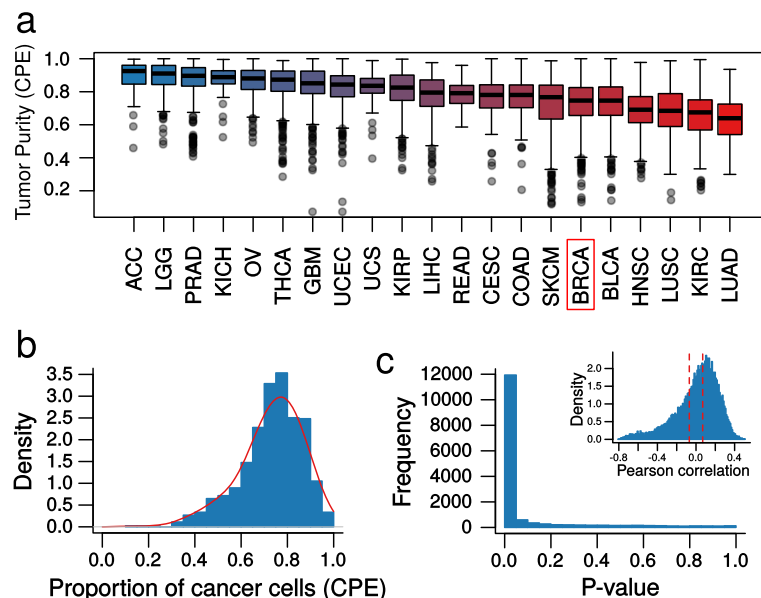 a
Tumor Purity (CPE)
1.0
0.8
0.6
0.4
0.2
ACC LGG PRAD KICH OV THCA GBM UCEC UCS KIRP LIHC READ CESC COAD SKCM BRCA BLCA HNSC LUSC KIRC LUAD
b
Density
3.5
3.0
2.5
2.0
1.5
1.0
0.5
0.0
0.0 0.2 0.4 0.6 0.8 1.0
Proportion of cancer cells (CPE)
c
Frequency
12000
10000
8000
6000
4000
2000
0
0.0 0.2 0.4 0.6 0.8 1.0
P-value
Density
2.0
1.5
1.0
0.5
0.0
-0.8 -0.4 0.0 0.4
Pearson correlation